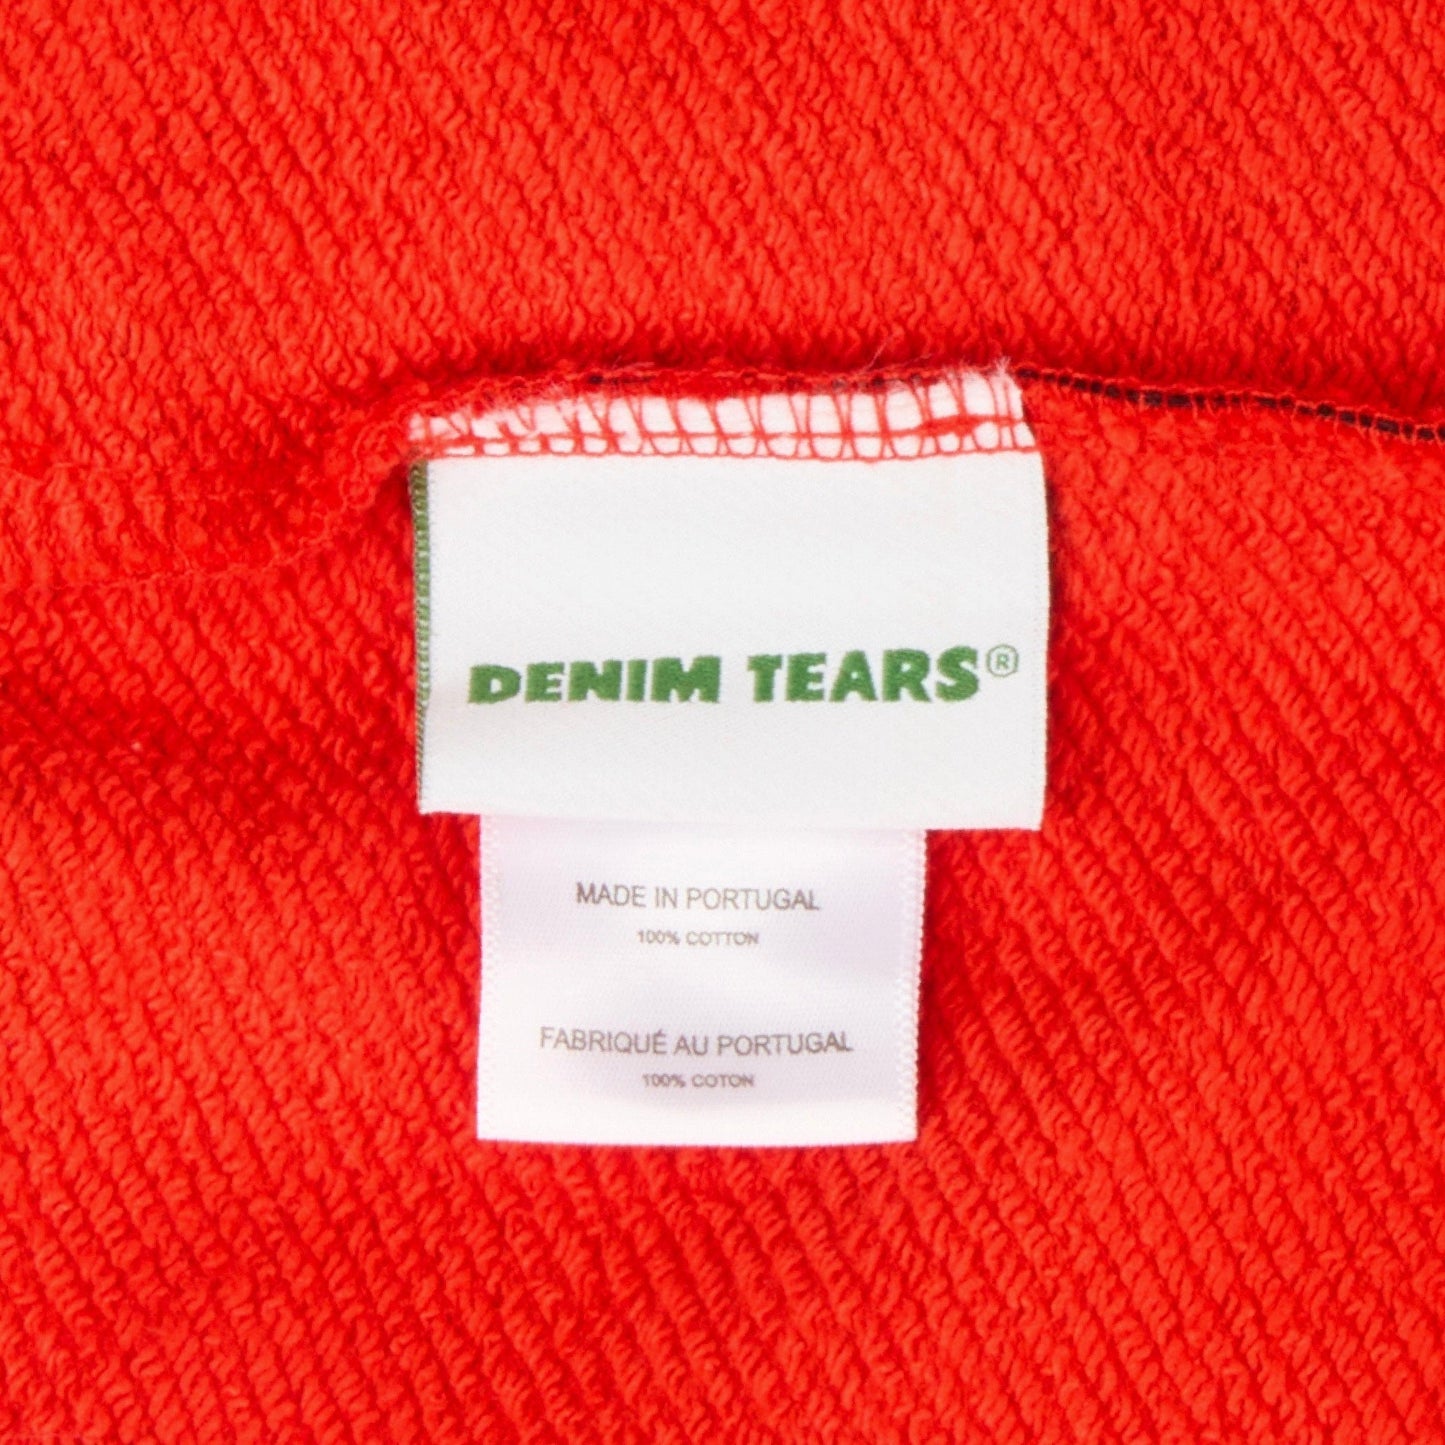 DENIM TEARS®
MADE IN PORTUGAL
100% COTTON
FABRIQUÉ AU PORTUGAL
100% COTON